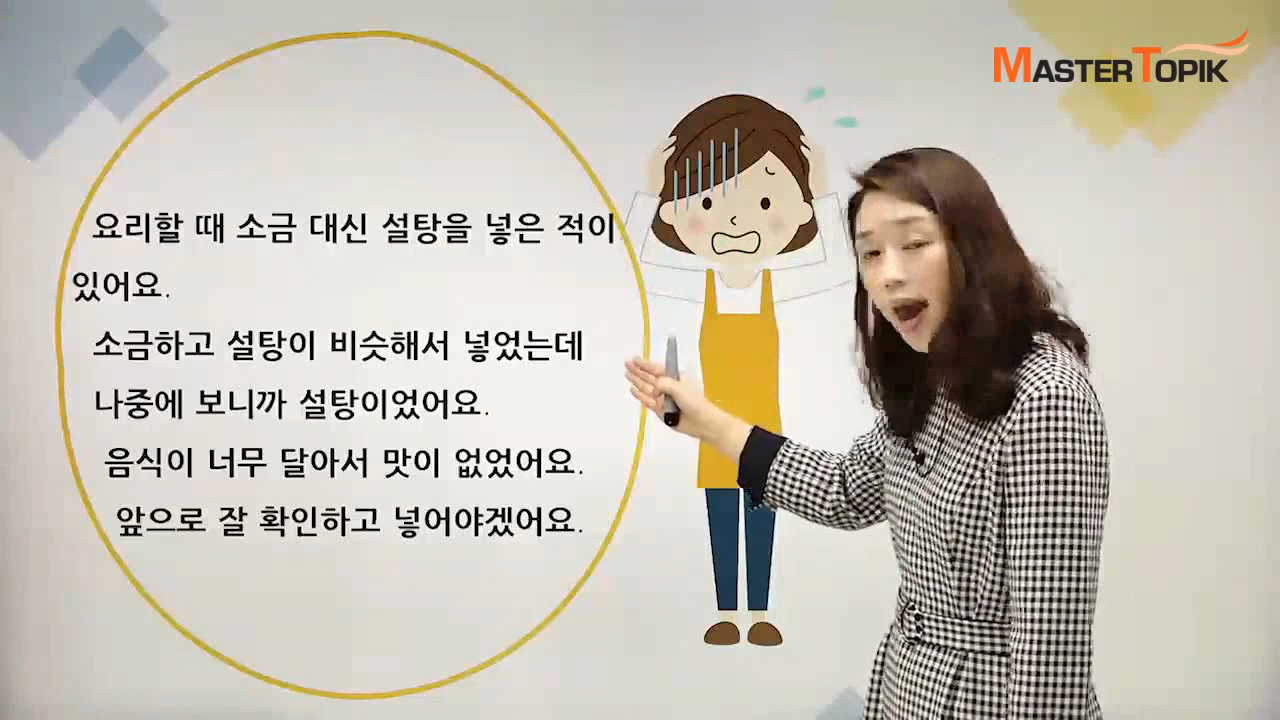 MASTER TOPIK
요리할 때 소금 대신 설탕을 넣은 적이
있어요.
소금하고 설탕이 비슷해서 넣었는데
나중에 보니까 설탕이었어요.
음식이 너무 달아서 맛이 없었어요.
앞으로 잘 확인하고 넣어야겠어요.